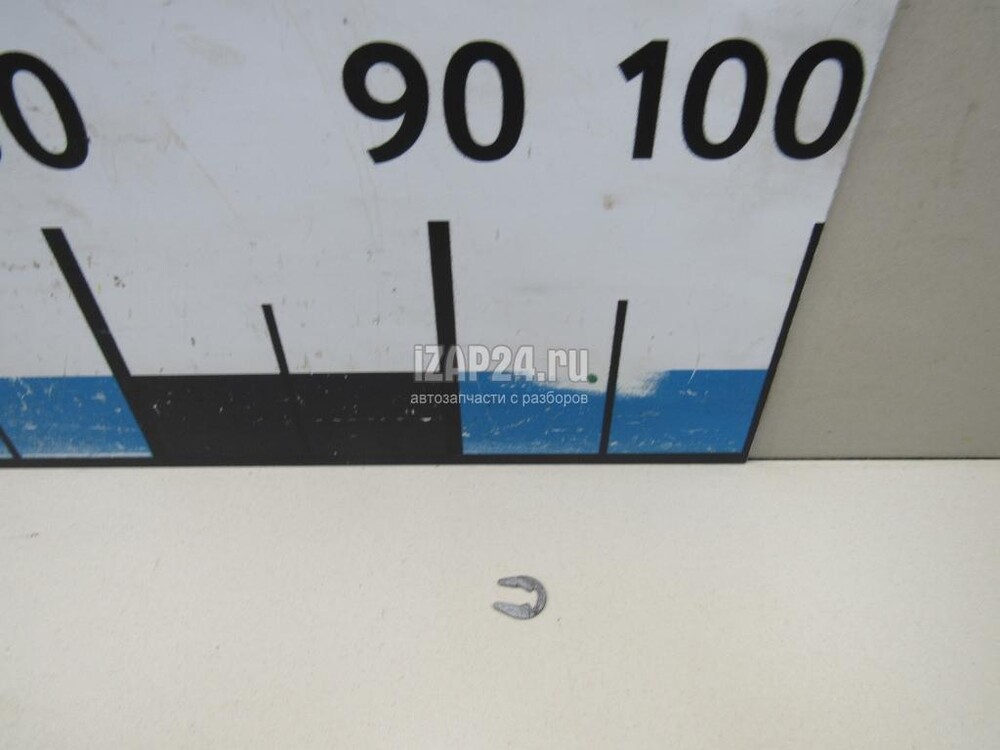 90 100
iZAP24.ru
автозапчасти с разборов